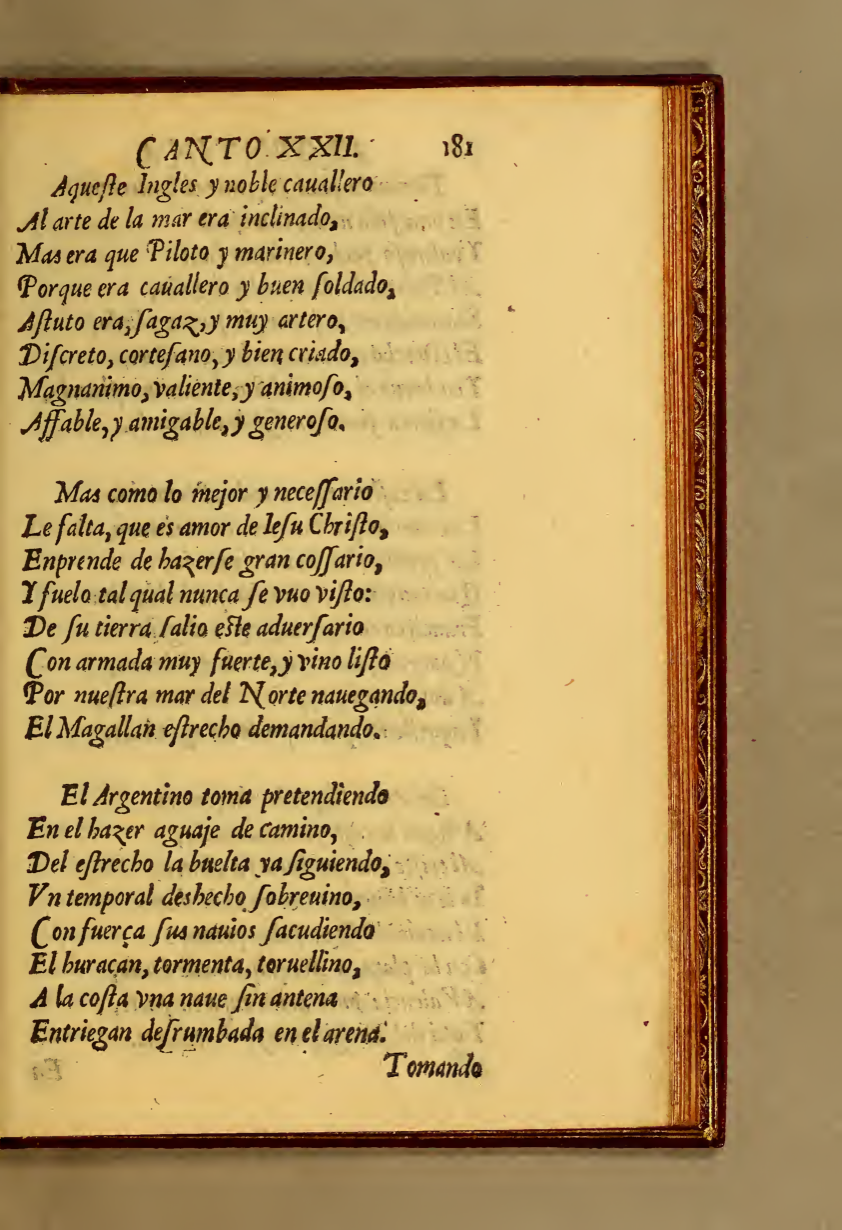 CANTO XXII. 181
Aqueſte Ingles y noble cauallero
Al arte de la mar era inclinado,
Mas era que Piloto y marinero,
Porque era cauallero y buen ſoldado,
Aſtuto era, ſagaz, y muy artero,
Diſcreto, corteſano, y bien criado,
Magnanimo, valiente, y animoſo,
Affable, y amigable, y generoſo.
Mas como lo mejor y neceſſario
Le falta, que es amor de Ieſu Chriſto,
Enprende de hazerſe gran coſſario,
Y fuelo tal qual nunca ſe vuo viſto:
De ſu tierra ſalio eſte aduerſario
Con armada muy fuerte, y vino liſto
Por nueſtra mar del Norte nauegando,
El Magallan eſtrecho demandando.
El Argentino toma pretendiendo
En el hazer aguaje de camino,
Del eſtrecho la buelta ya ſiguiendo,
Vn temporal deshecho ſobreuino,
Con fuerça ſus nauios ſacudiendo
El huracan, tormenta, toruellino,
A la coſta vna naue ſin antena
Entriegan deſrumbada en el arena.
Tomando